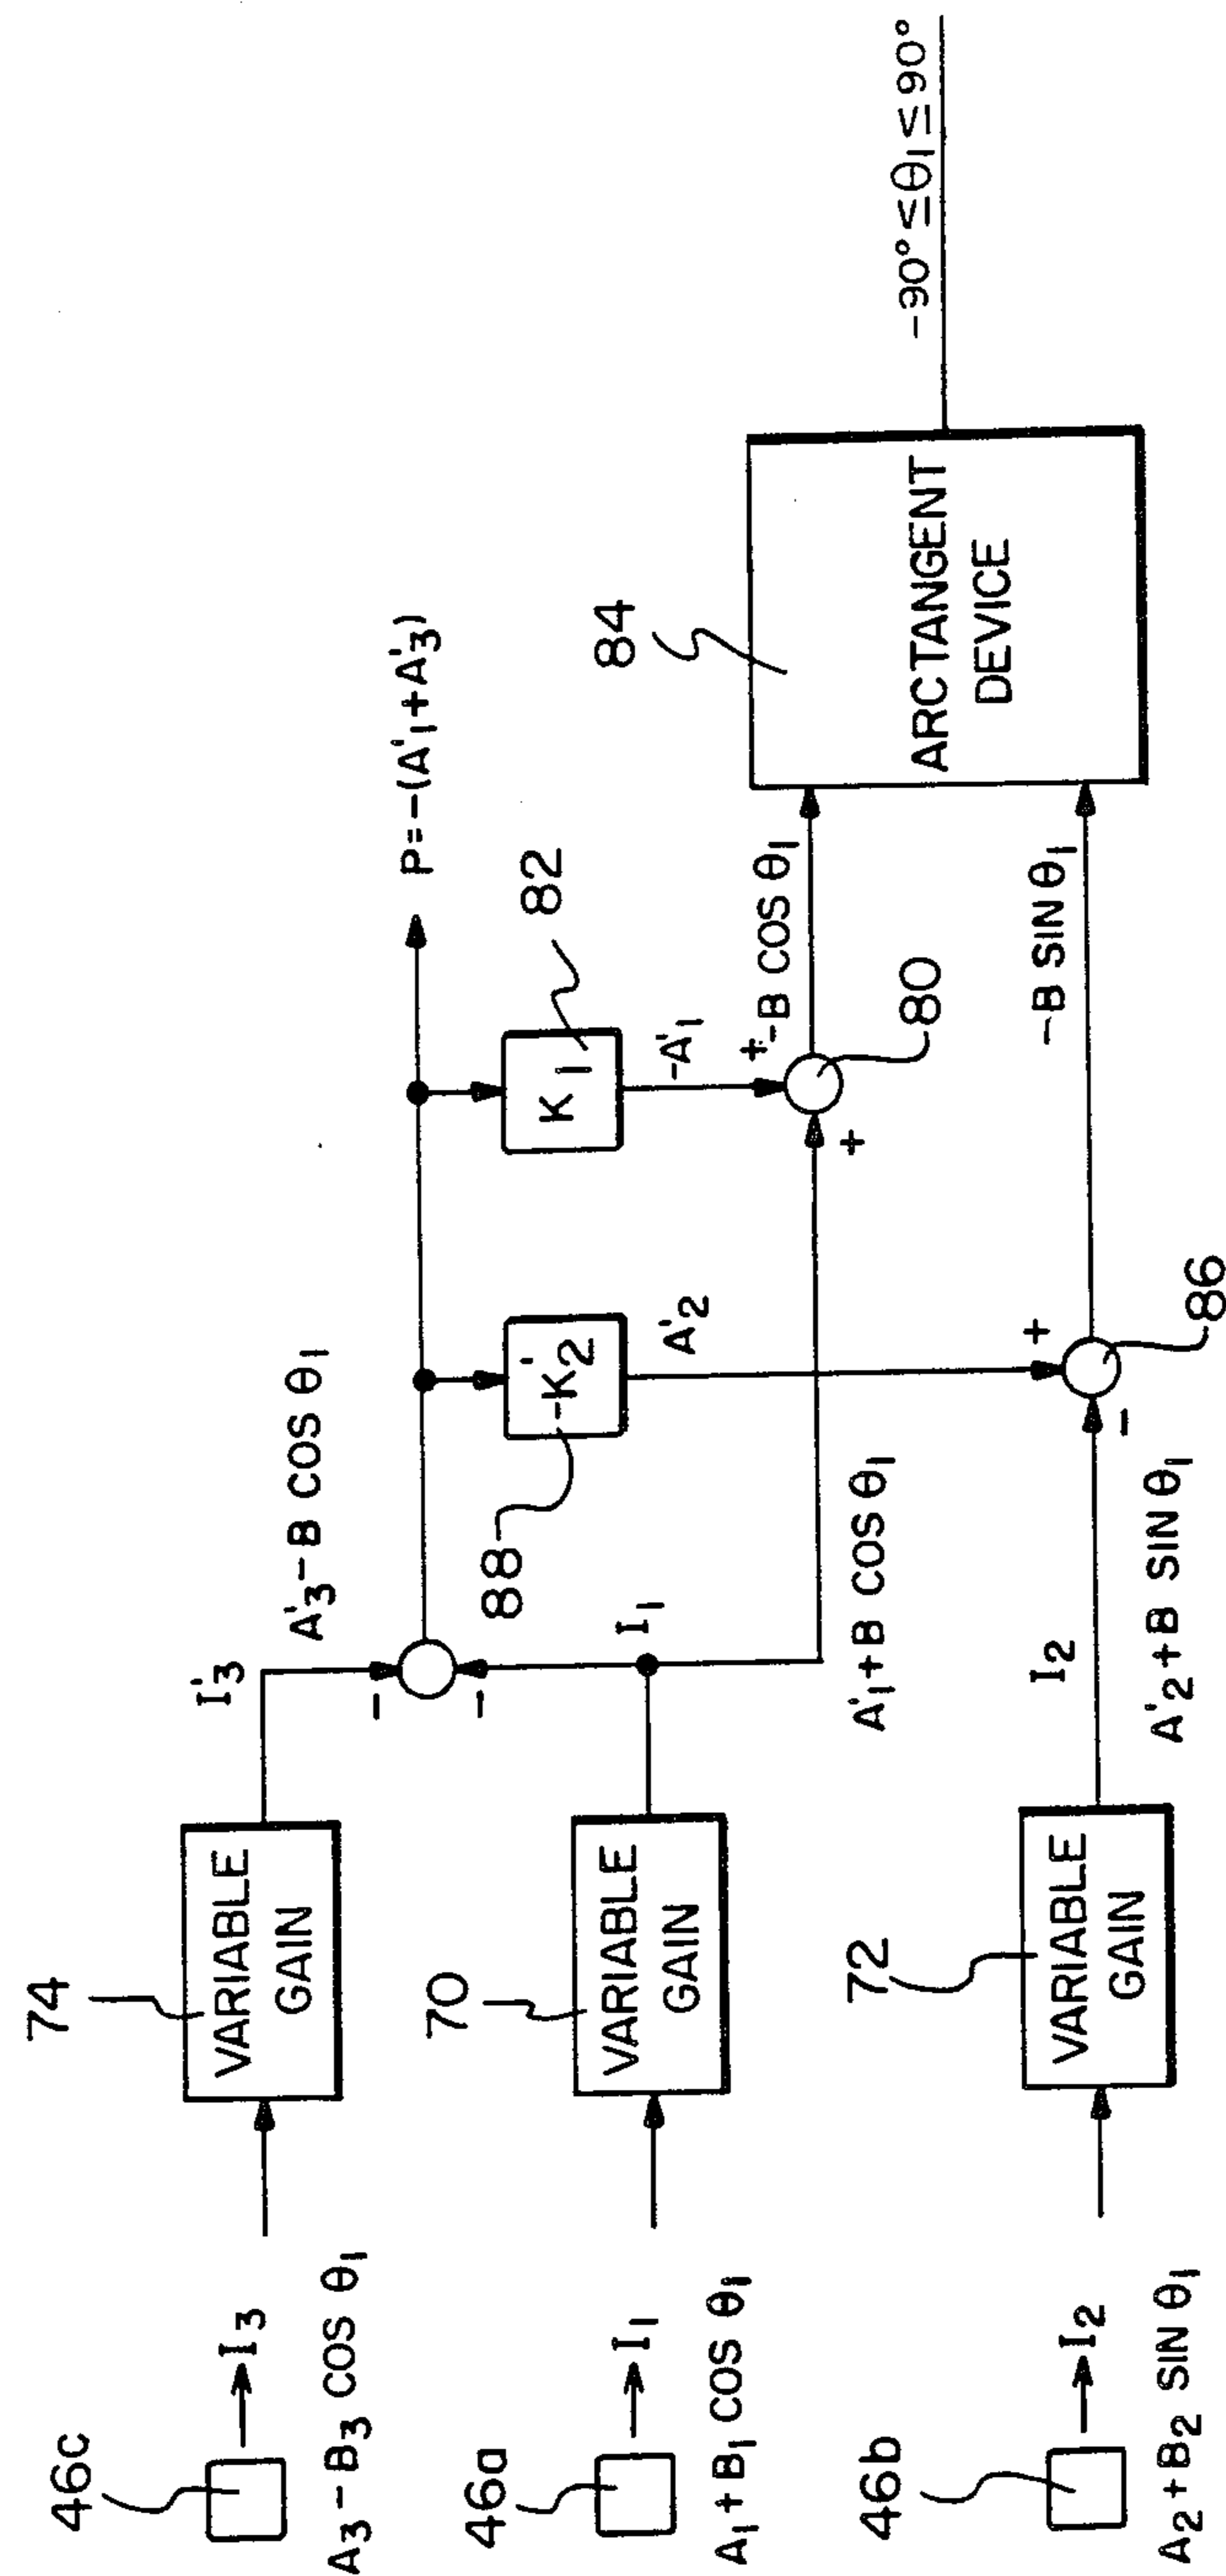 46c
I3
A3 – B3 COS θ1
74
VARIABLE
GAIN
I'3
A'3 – B COS θ1
–
–
P = –(A'1 + A'3)
46a
I1
A1 + B1 COS θ1
70
VARIABLE
GAIN
I1
A'1 + B COS θ1
88
-K'2
A'2
K1
82
-A'1
+
+
-B COS θ1
80
84
ARCTANGENT
DEVICE
-90° ≤ θ1 ≤ 90°
46b
I2
A2 + B2 SIN θ1
72
VARIABLE
GAIN
I2
A'2 + B SIN θ1
–
+
86
-B SIN θ1